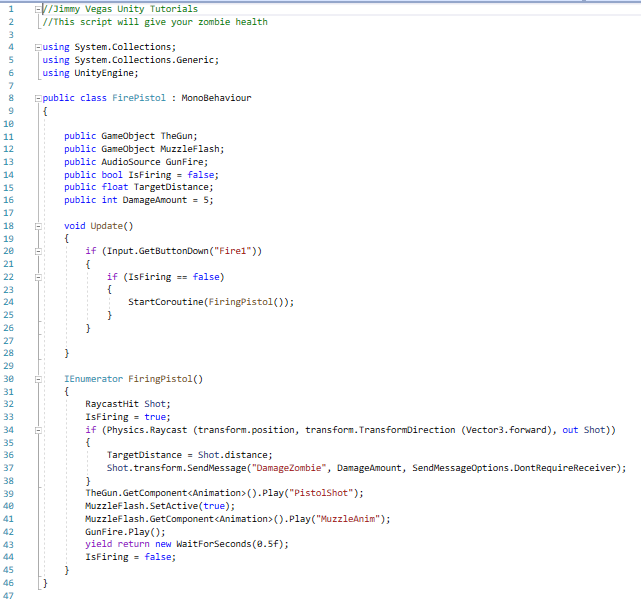 1 //Jimmy Vegas Unity Tutorials
2 //This script will give your zombie health
3
4 using System.Collections;
5 using System.Collections.Generic;
6 using UnityEngine;
7
8 public class FirePistol : MonoBehaviour
9 {
10
11     public GameObject TheGun;
12     public GameObject MuzzleFlash;
13     public AudioSource GunFire;
14     public bool IsFiring = false;
15     public float TargetDistance;
16     public int DamageAmount = 5;
17
18     void Update()
19     {
20         if (Input.GetButtonDown("Fire1"))
21         {
22             if (IsFiring == false)
23             {
24                 StartCoroutine(FiringPistol());
25             }
26         }
27
28     }
29
30     IEnumerator FiringPistol()
31     {
32         RaycastHit Shot;
33         IsFiring = true;
34         if (Physics.Raycast (transform.position, transform.TransformDirection (Vector3.forward), out Shot))
35         {
36             TargetDistance = Shot.distance;
37             Shot.transform.SendMessage("DamageZombie", DamageAmount, SendMessageOptions.DontRequireReceiver);
38         }
39         TheGun.GetComponent<Animation>().Play("PistolShot");
40         MuzzleFlash.SetActive(true);
41         MuzzleFlash.GetComponent<Animation>().Play("MuzzleAnim");
42         GunFire.Play();
43         yield return new WaitForSeconds(0.5f);
44         IsFiring = false;
45     }
46 }
47